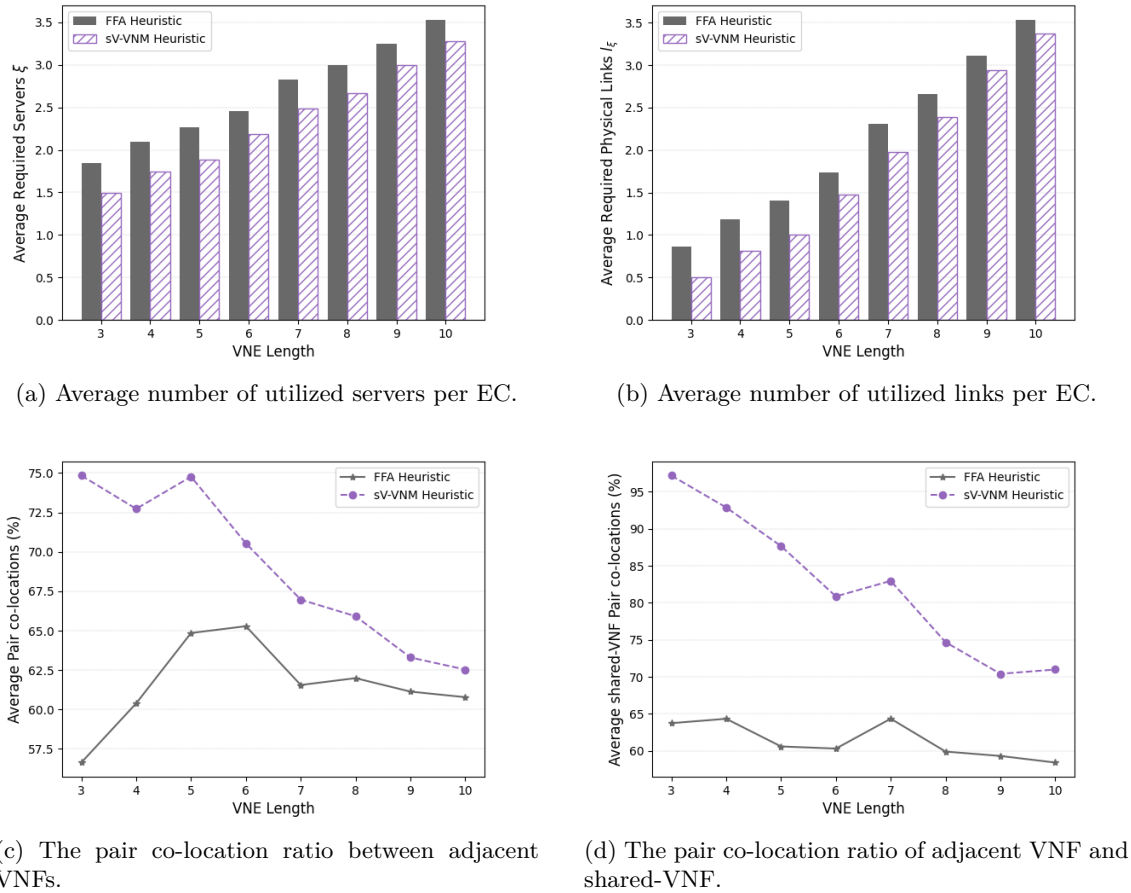 FFA Heuristic
sV-VNM Heuristic
Average Required Servers ξ
3.5
3.0
2.5
2.0
1.5
1.0
0.5
0.0
3 4 5 6 7 8 9 10
VNE Length
(a) Average number of utilized servers per EC.
FFA Heuristic
sV-VNM Heuristic
Average Required Physical Links lξ
3.5
3.0
2.5
2.0
1.5
1.0
0.5
0.0
3 4 5 6 7 8 9 10
VNE Length
(b) Average number of utilized links per EC.
FFA Heuristic
sV-VNM Heuristic
Average Pair co-locations (%)
75.0
72.5
70.0
67.5
65.0
62.5
60.0
57.5
3 4 5 6 7 8 9 10
VNE Length
(c) The pair co-location ratio between adjacent
VNFs.
FFA Heuristic
sV-VNM Heuristic
Average shared-VNF Pair co-locations (%)
95
90
85
80
75
70
65
60
3 4 5 6 7 8 9 10
VNE Length
(d) The pair co-location ratio of adjacent VNF and
shared-VNF.